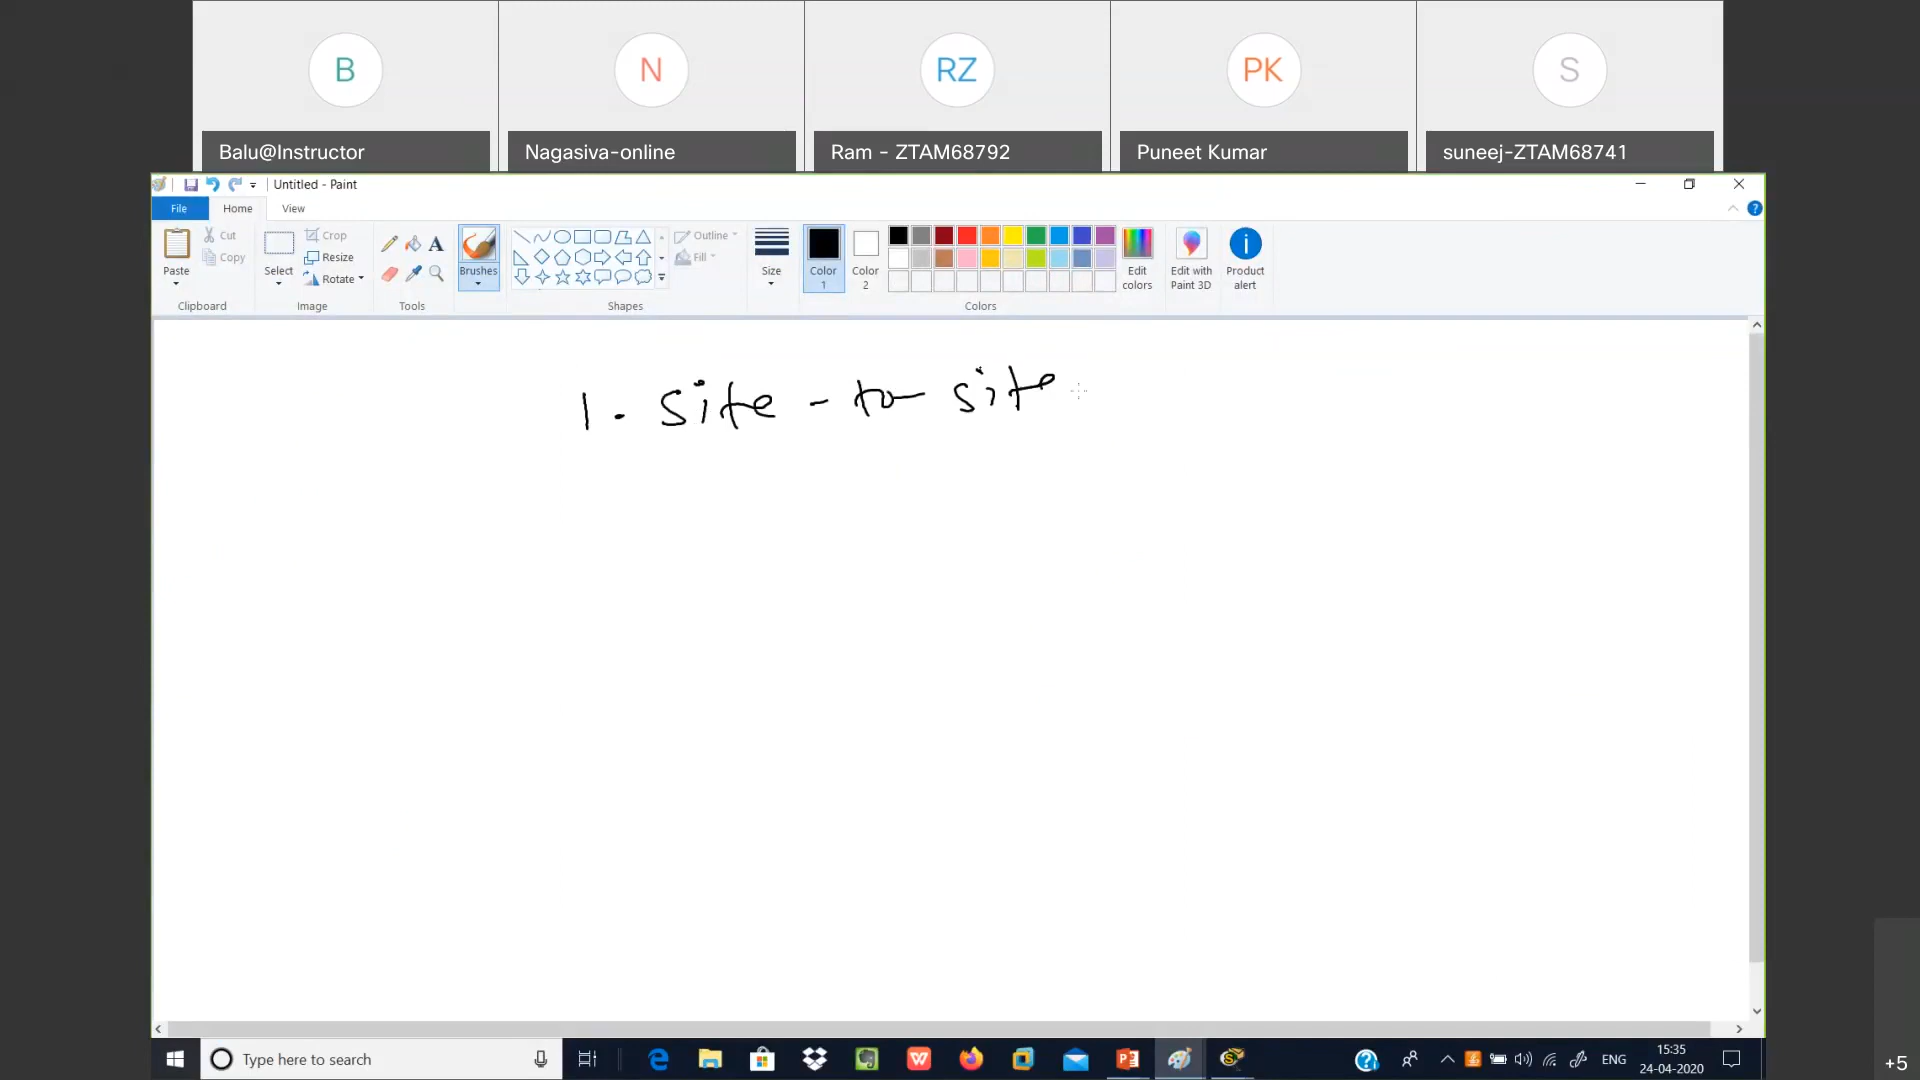 B N RZ PK S
Balu@Instructor Nagasiva-online Ram - ZTAM68792 Puneet Kumar suneej-ZTAM68741
Untitled - Paint
File Home View
Cut Crop Outline
Copy Resize Fill
Paste Select Rotate Brushes Size Color 1 Color 2 Edit colors Edit with Paint 3D Product alert
Clipboard Image Tools Shapes Colors
1. Site - to- site
Type here to search
ENG
15:35
24-04-2020
+5